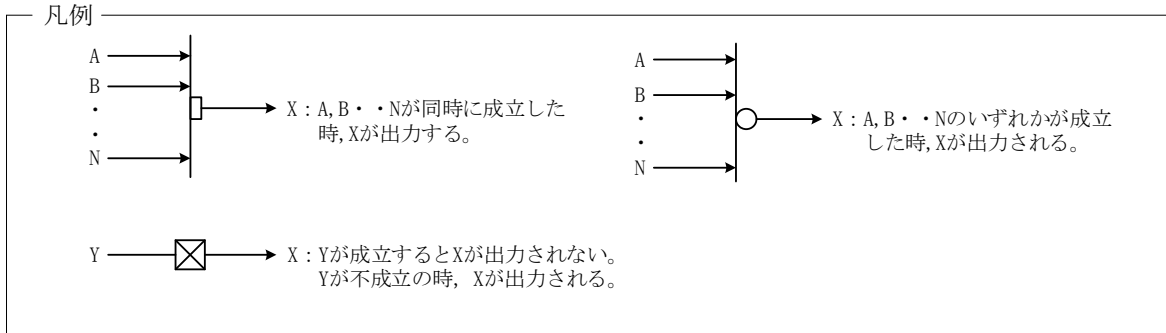 凡例
A
B
・
・
N
X：A,B・・Nが同時に成立した
時,Xが出力する。
A
B
・
・
N
X：A,B・・Nのいずれかが成立
した時,Xが出力される。
Y
X：Yが成立するとXが出力されない。
Yが不成立の時, Xが出力される。